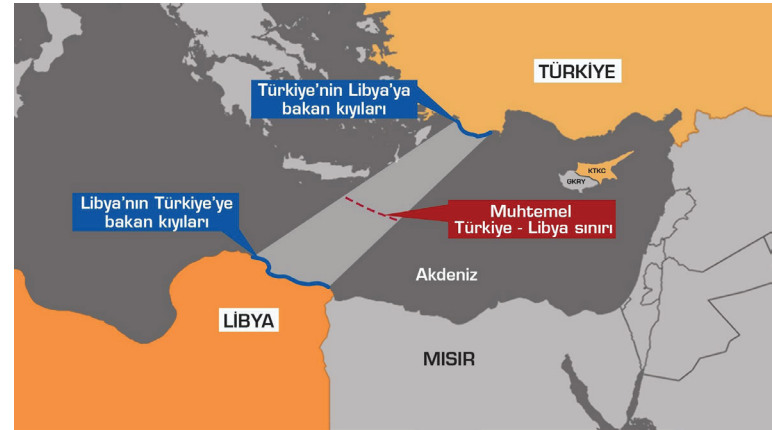 TÜRKİYE
Türkiye'nin Libya'ya
bakan kıyıları
KTKC
GKRY
Libya'nın Türkiye'ye
bakan kıyıları
Muhtemel
Türkiye - Libya sınırı
Akdeniz
LİBYA
MISIR